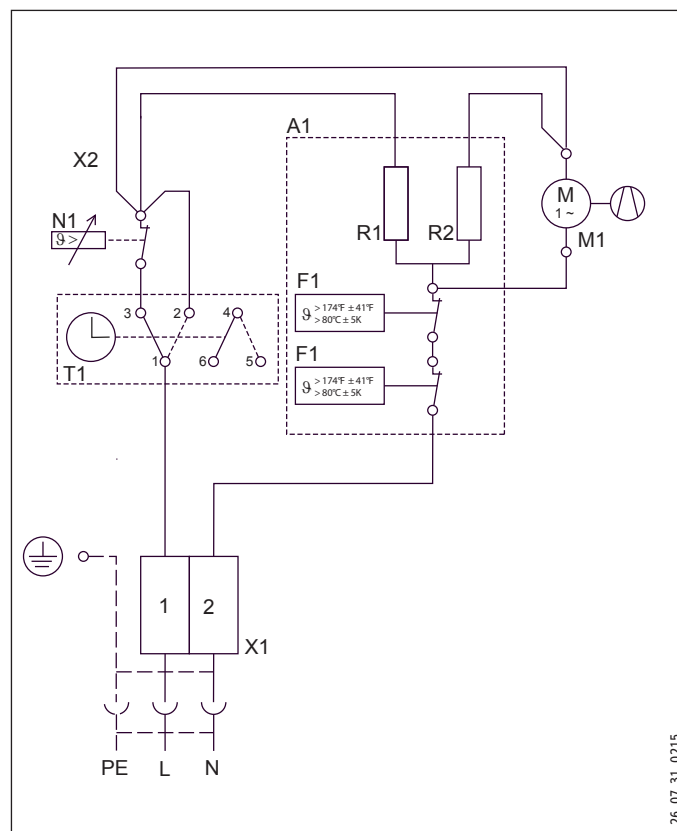 A1
X2
M
1 ~
M1
R1
R2
N1
ϑ >
F1
ϑ > 174°F ± 41°F
> 80°C ± 5K
3
2
4
1
6
5
T1
F1
ϑ > 174°F ± 41°F
> 80°C ± 5K
1
2
X1
PE
L
N
26_07_31_0215